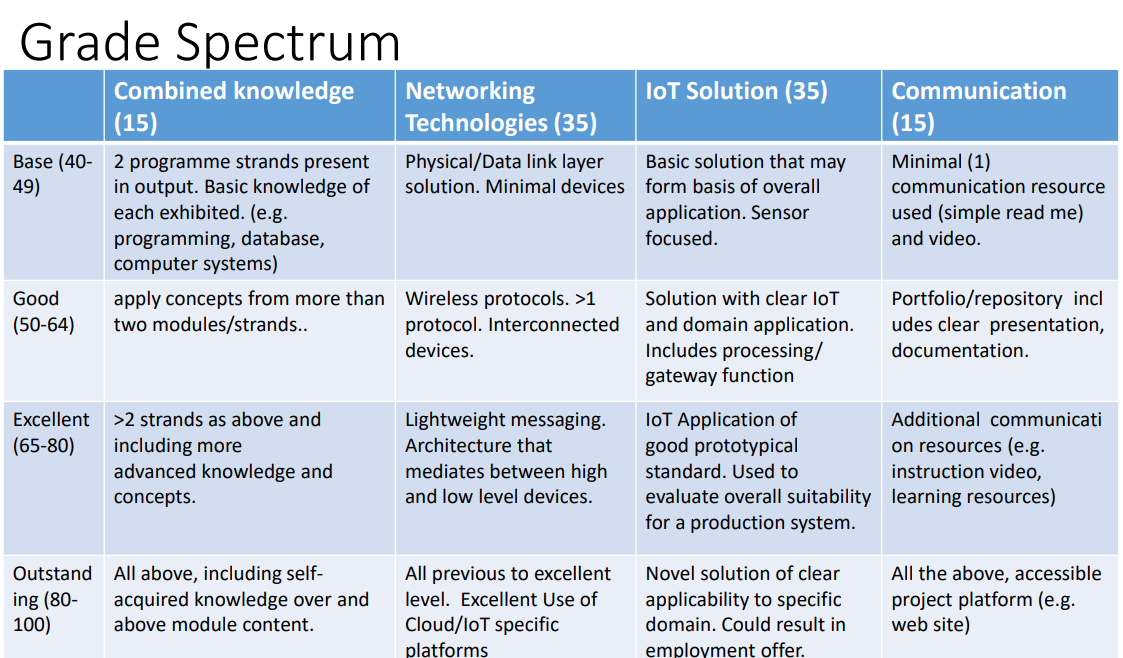 Grade Spectrum
Combined knowledge
(15)
Networking
Technologies (35)
IoT Solution (35)
Communication
(15)
Base (40-
49)
2 programme strands present
in output. Basic knowledge of
each exhibited. (e.g.
programming, database,
computer systems)
Physical/Data link layer
solution. Minimal devices
Basic solution that may
form basis of overall
application. Sensor
focused.
Minimal (1)
communication resource
used (simple read me)
and video.
Good
(50-64)
apply concepts from more than
two modules/strands..
Wireless protocols. >1
protocol. Interconnected
devices.
Solution with clear IoT
and domain application.
Includes processing/
gateway function
Portfolio/repository incl
udes clear presentation,
documentation.
Excellent
(65-80)
>2 strands as above and
including more
advanced knowledge and
concepts.
Lightweight messaging.
Architecture that
mediates between high
and low level devices.
IoT Application of
good prototypical
standard. Used to
evaluate overall suitability
for a production system.
Additional communicati
on resources (e.g.
instruction video,
learning resources)
Outstand
ing (80-
100)
All above, including self-
acquired knowledge over and
above module content.
All previous to excellent
level. Excellent Use of
Cloud/IoT specific
platforms
Novel solution of clear
applicability to specific
domain. Could result in
employment offer.
All the above, accessible
project platform (e.g.
web site)